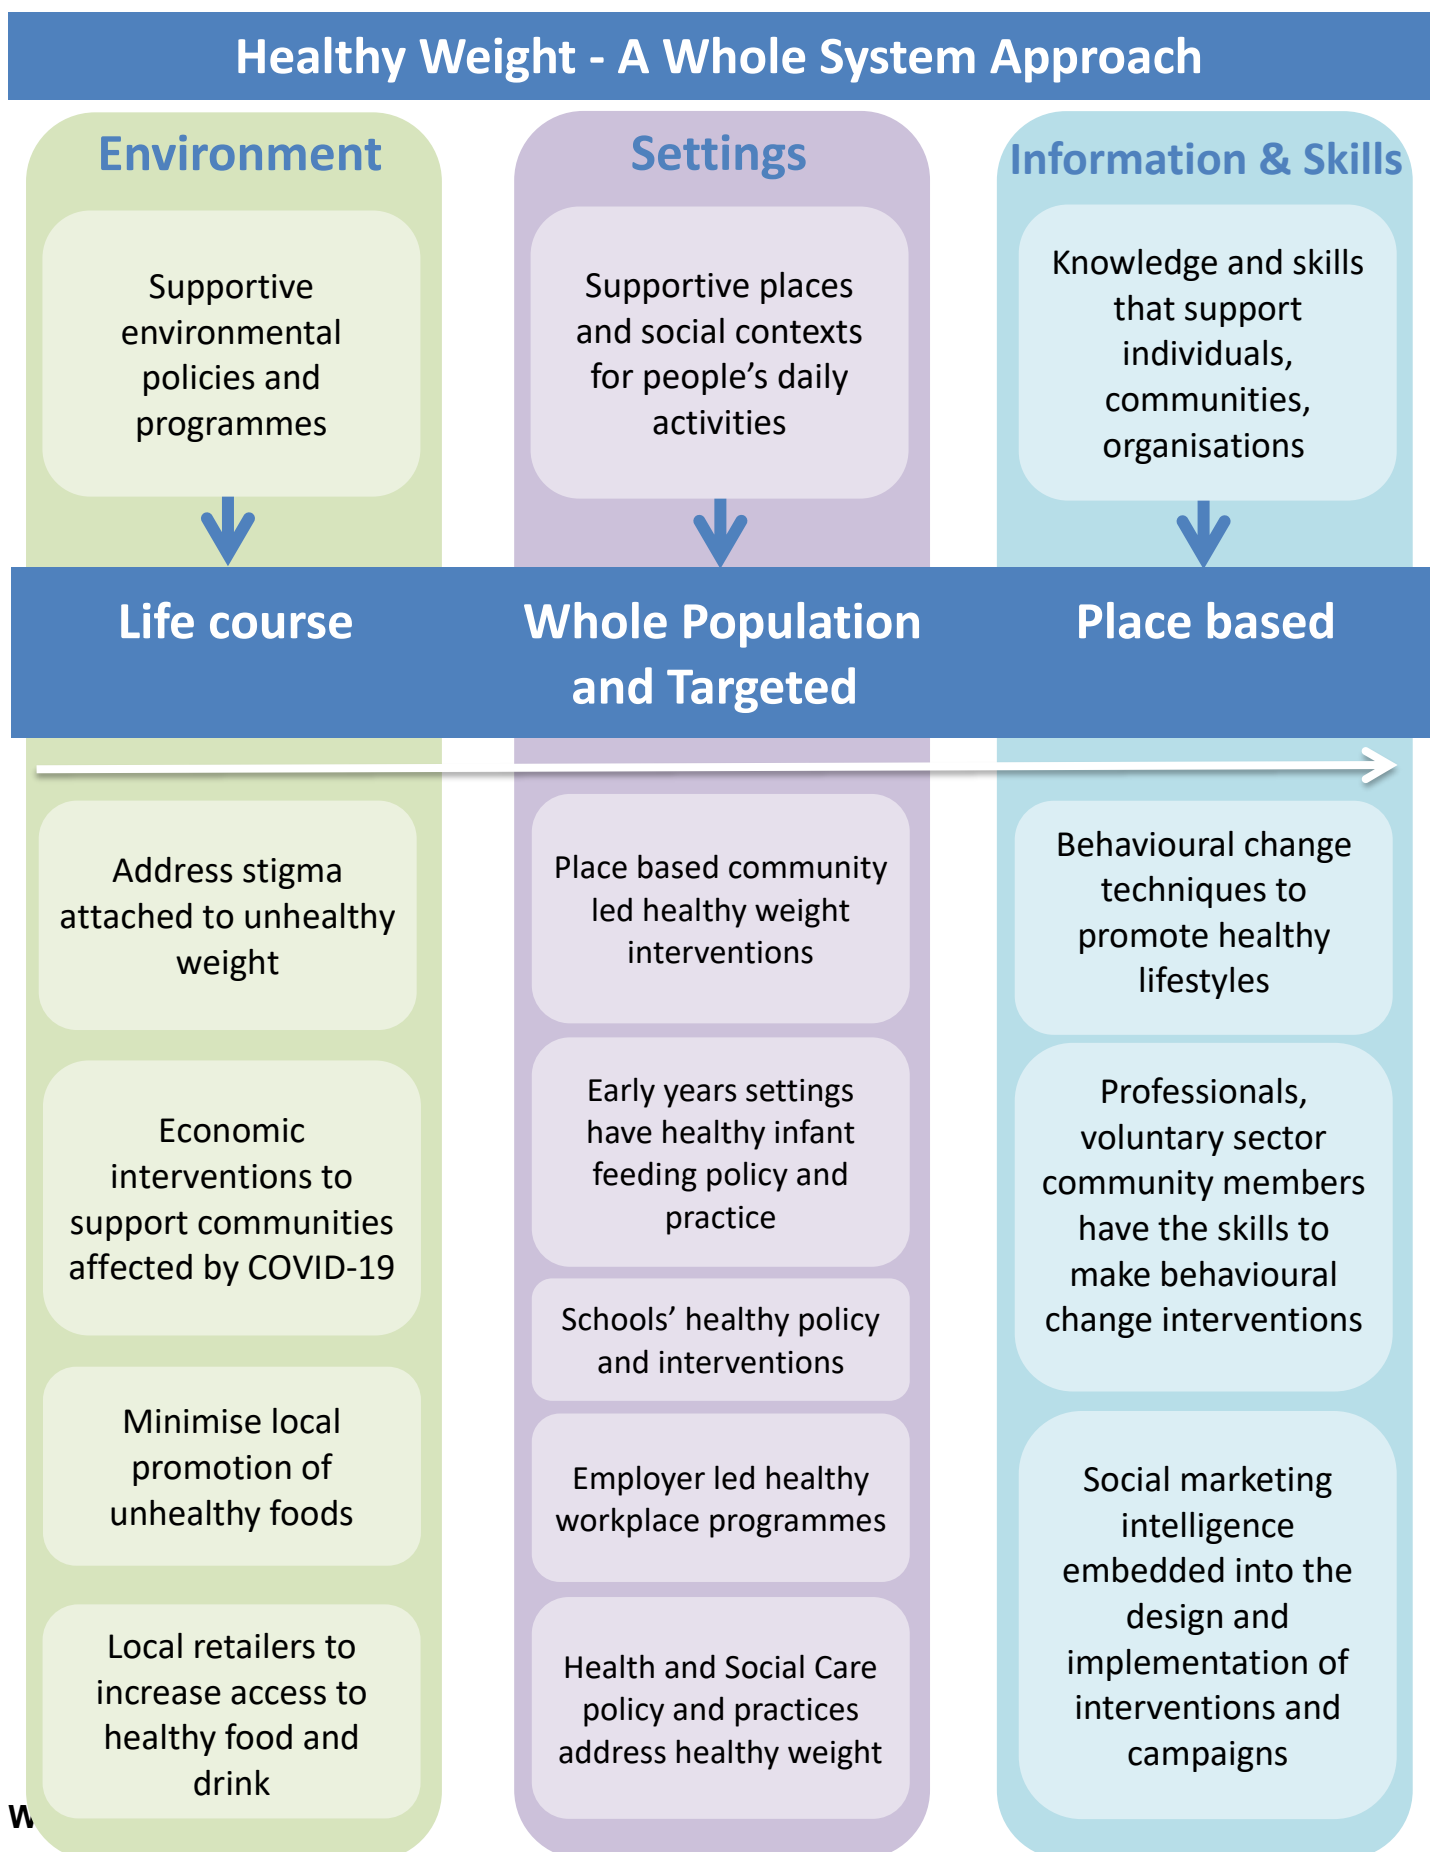 Healthy Weight - A Whole System Approach
Environment
Supportive
environmental
policies and
programmes
Settings
Supportive places
and social contexts
for people's daily
activities
Information & Skills
Knowledge and skills
that support
individuals,
communities,
organisations
Life course
Whole Population
and Targeted
Place based
Address stigma
attached to unhealthy
weight
Economic
interventions to
support communities
affected by COVID-19
Minimise local
promotion of
unhealthy foods
Local retailers to
increase access to
healthy food and
drink
Place based community
led healthy weight
interventions
Early years settings
have healthy infant
feeding policy and
practice
Schools' healthy policy
and interventions
Employer led healthy
workplace programmes
Health and Social Care
policy and practices
address healthy weight
Behavioural change
techniques to
promote healthy
lifestyles
Professionals,
voluntary sector
community members
have the skills to
make behavioural
change interventions
Social marketing
intelligence
embedded into the
design and
implementation of
interventions and
campaigns